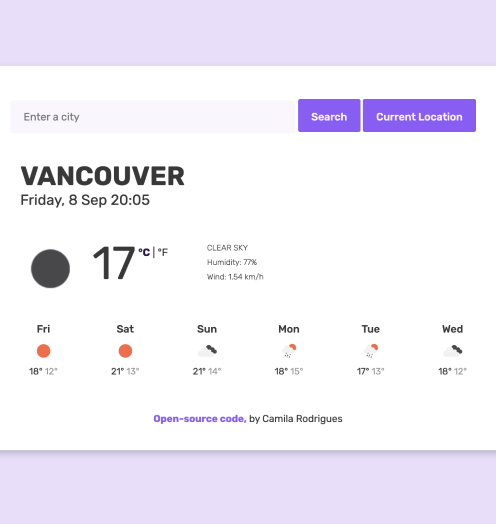 Enter a city
Search
Current Location
VANCOUVER
Friday, 8 Sep 20:05
17 °C | °F
CLEAR SKY
Humidity: 77%
Wind: 1.54 km/h
Fri Sat Sun Mon Tue Wed
18° 12° 21° 13° 21° 14° 18° 15° 17° 13° 18° 12°
Open-source code, by Camila Rodrigues